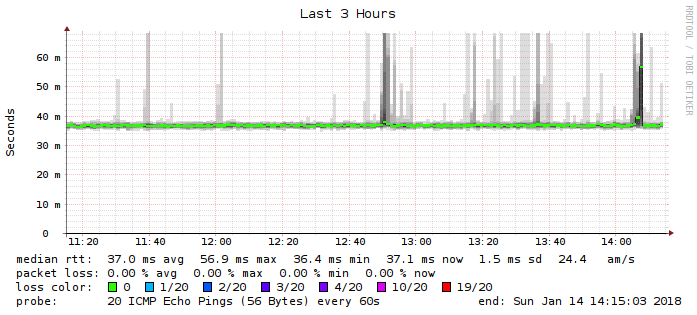 Last 3 Hours
RRDTOOL / TOBI OETIKER
Seconds
60 m
50 m
40 m
30 m
20 m
10 m
0
11:20 11:40 12:00 12:20 12:40 13:00 13:20 13:40 14:00
median rtt: 37.0 ms avg 56.9 ms max 36.4 ms min 37.1 ms now 1.5 ms sd 24.4 am/s
packet loss: 0.00 % avg 0.00 % max 0.00 % min 0.00 % now
loss color: 0 1/20 2/20 3/20 4/20 10/20 19/20
probe: 20 ICMP Echo Pings (56 Bytes) every 60s end: Sun Jan 14 14:15:03 2018